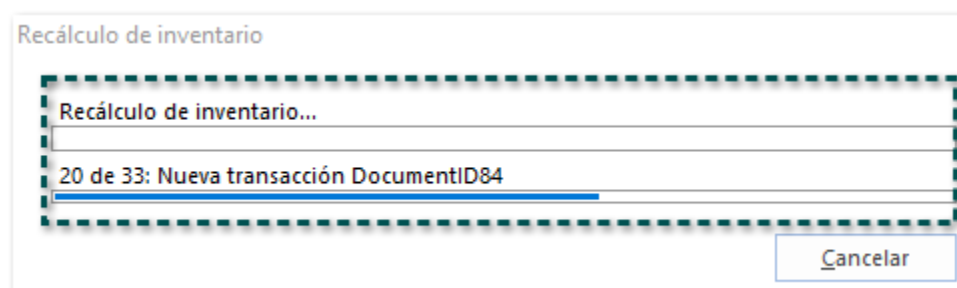 Recálculo de inventario
Recálculo de inventario...
20 de 33: Nueva transacción DocumentID84
Cancelar